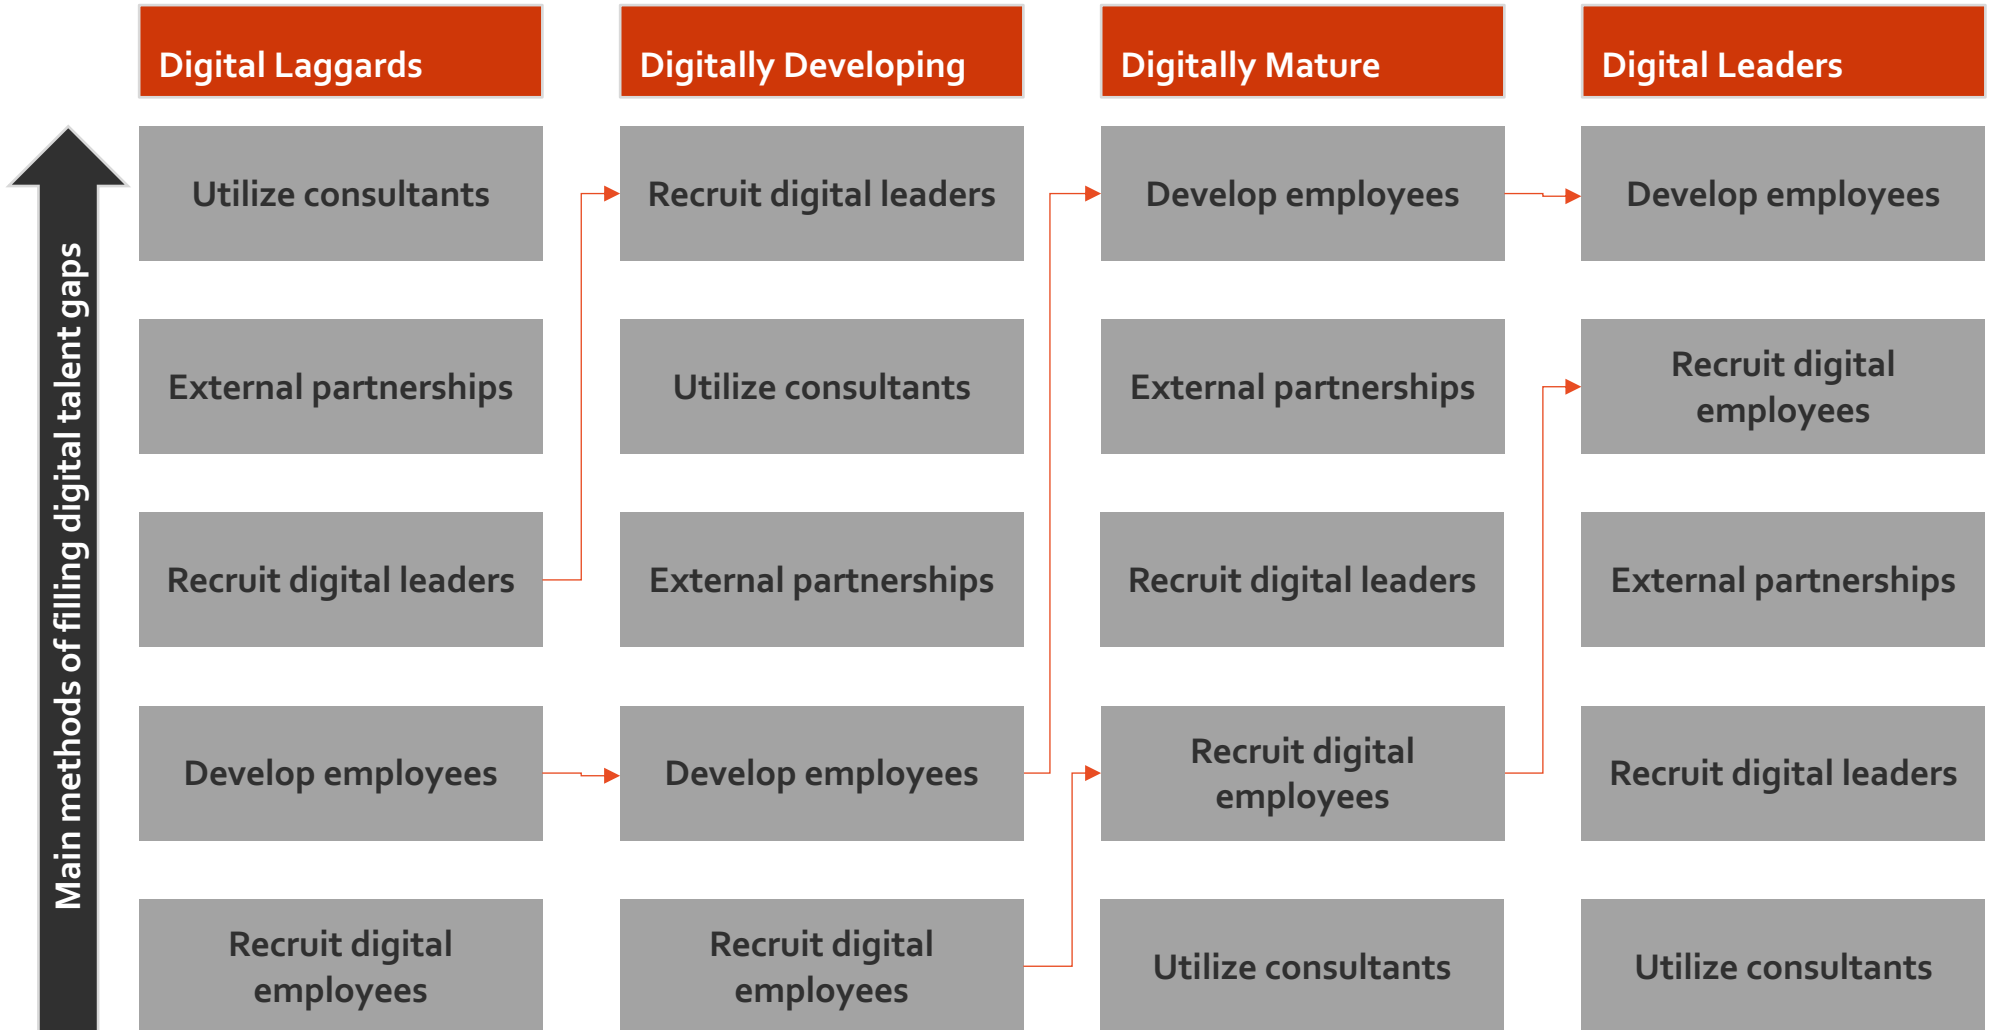 Digital Laggards
Digitally Developing
Digitally Mature
Digital Leaders
Main methods of filling digital talent gaps
Utilize consultants
Recruit digital leaders
Develop employees
Develop employees
External partnerships
Utilize consultants
External partnerships
Recruit digital
employees
Recruit digital leaders
External partnerships
Recruit digital leaders
External partnerships
Develop employees
Develop employees
Recruit digital
employees
Recruit digital leaders
Recruit digital
employees
Recruit digital
employees
Utilize consultants
Utilize consultants